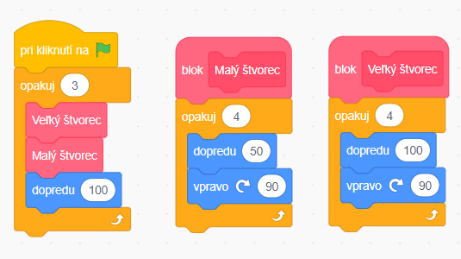 pri kliknutí na
opakuj 3
Veľký štvorec
Malý štvorec
dopredu 100
blok Malý štvorec
opakuj 4
dopredu 50
vpravo 90
blok Veľký štvorec
opakuj 4
dopredu 100
vpravo 90